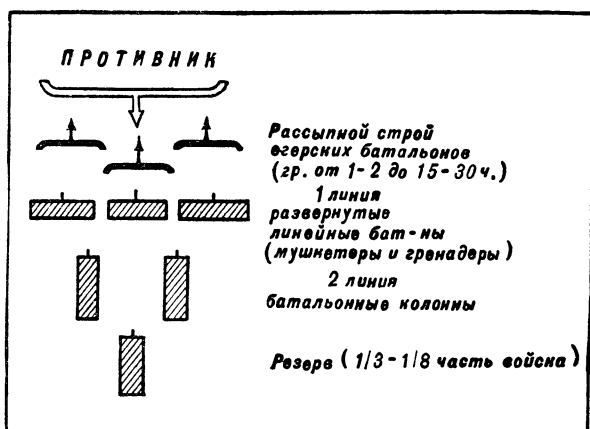 ПРОТИВНИК
Рассыпной строй
егерских батальонов
(гр. от 1-2 до 15-30 ч.)
1 линия
развернутые
линейные бат-ны
(мушкетеры и гренадеры)
2 линия
батальонные колонны
Резерв (1/3-1/8 часть войска)